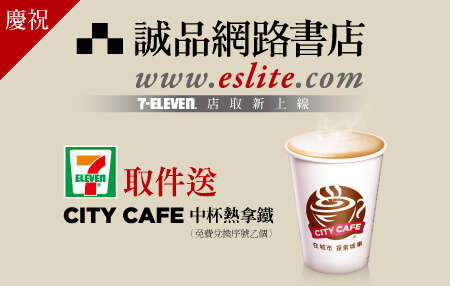 慶祝
誠品網路書店
www.eslite.com
7-ELEVEN. 店取新上線
7
ELEVEN
取件送
CITY CAFE 中杯熱拿鐵
（免費兌換序號乙個）
CITY CAFE
在城市 探索城事